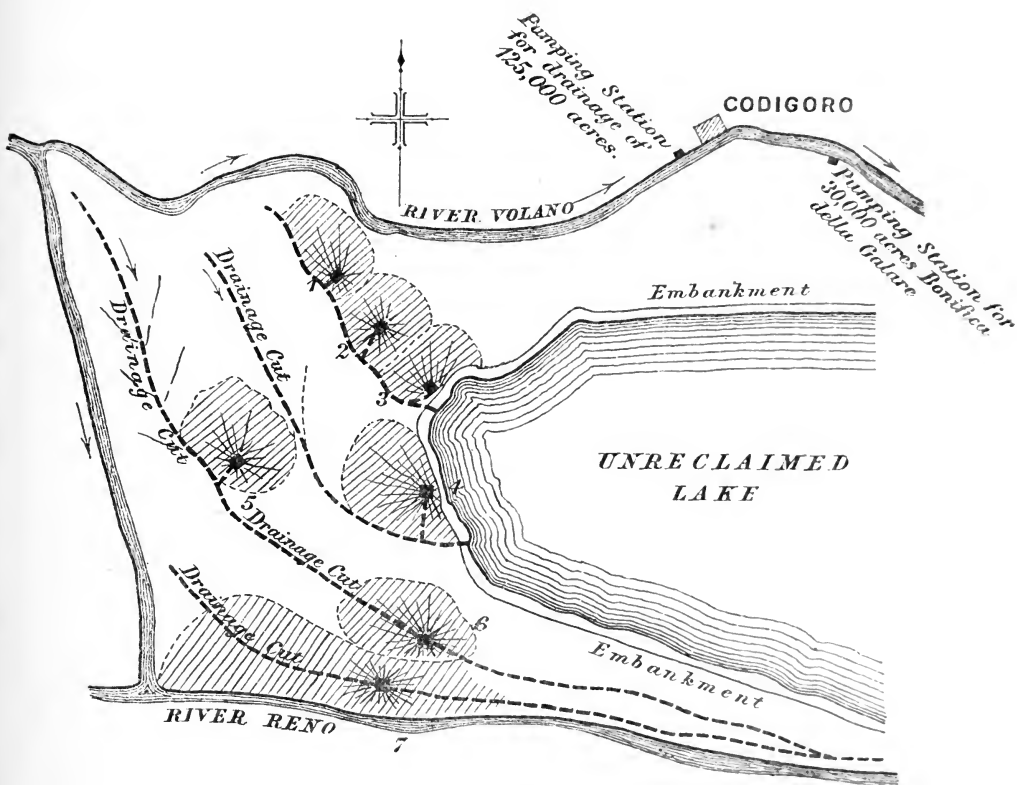 Pumping Station
for drainage of
125,000 acres.
CODIGORO
RIVER VOLANO
Pumping Station for
30,000 acres Bonifica
della Galare
Embankment
Drainage Cut
Drainage Cut
1
2
3
UNRECLAIMED
LAKE
4
5
Drainage Cut
Drainage Cut
6
Embankment
RIVER RENO
7